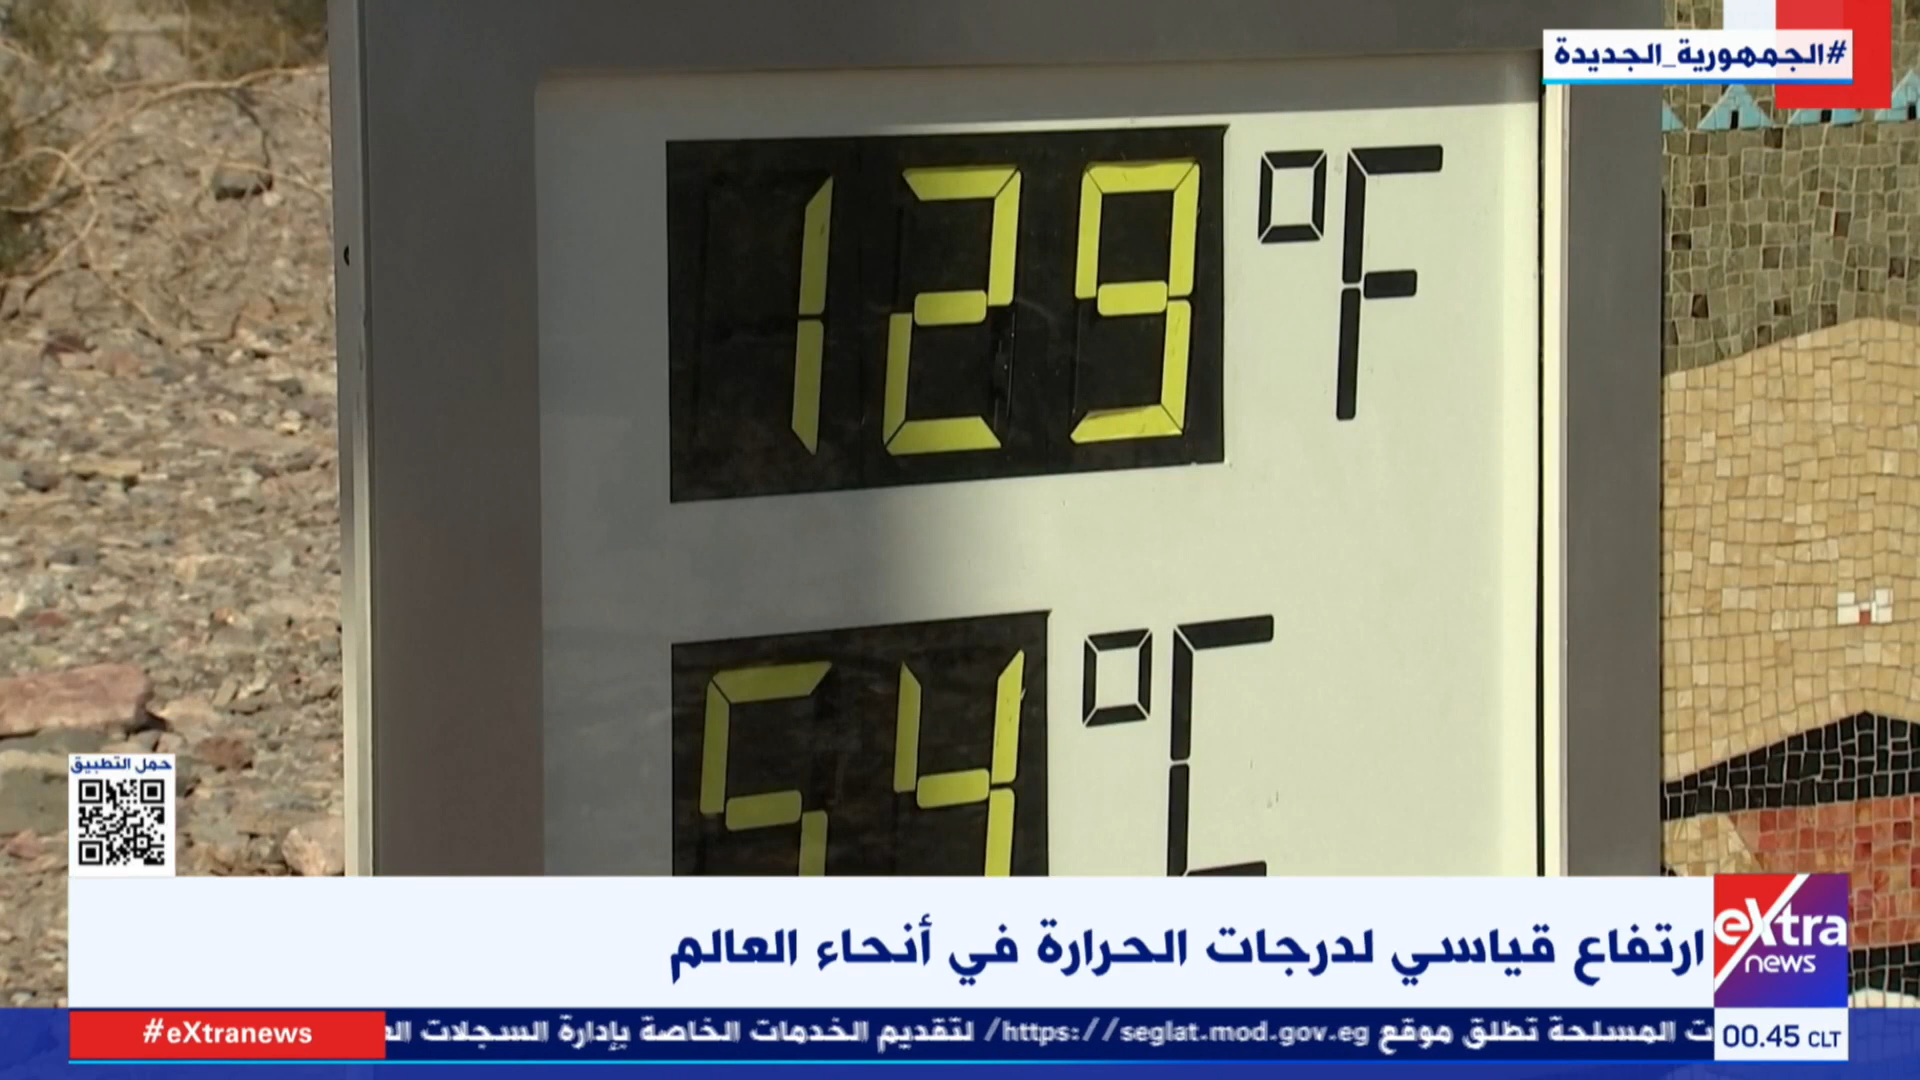 #الجمهورية_الجديدة
129 °F
54 °C
حمل التطبيق
ارتفاع قياسي لدرجات الحرارة في أنحاء العالم
eXtra
news
#eXtranews
المسلحة تطلق موقع https://seglat.mod.gov.eg/ لتقديم الخدمات الخاصة بإدارة السجلات
00.45 CLT